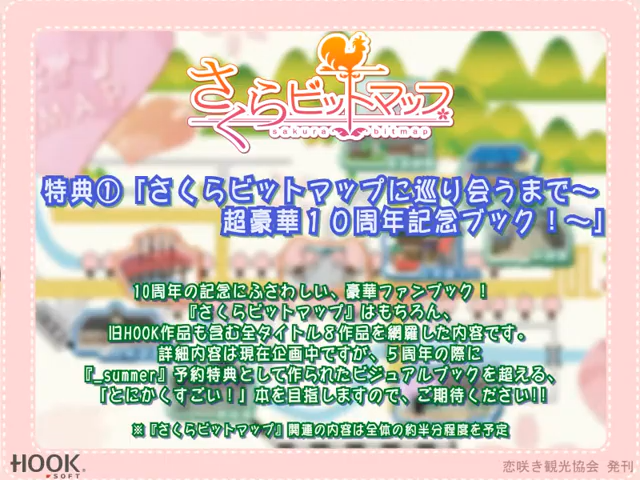 さくらビットマップ
sakura bitmap
特典①『さくらビットマップに巡り会うまで～
超豪華１０周年記念ブック！～』
10周年の記念にふさわしい、豪華ファンブック！
『さくらビットマップ』はもちろん、
旧HOOK作品も含む全タイトル８作品を網羅した内容です。
詳細内容は現在企画中ですが、５周年の際に
『_summer』予約特典として作られたビジュアルブックを超える、
「とにかくすごい！」本を目指しますので、ご期待ください!!
※『さくらビットマップ』関連の内容は全体の約半分程度を予定
HOOK
SOFT
恋咲き観光協会 発刊